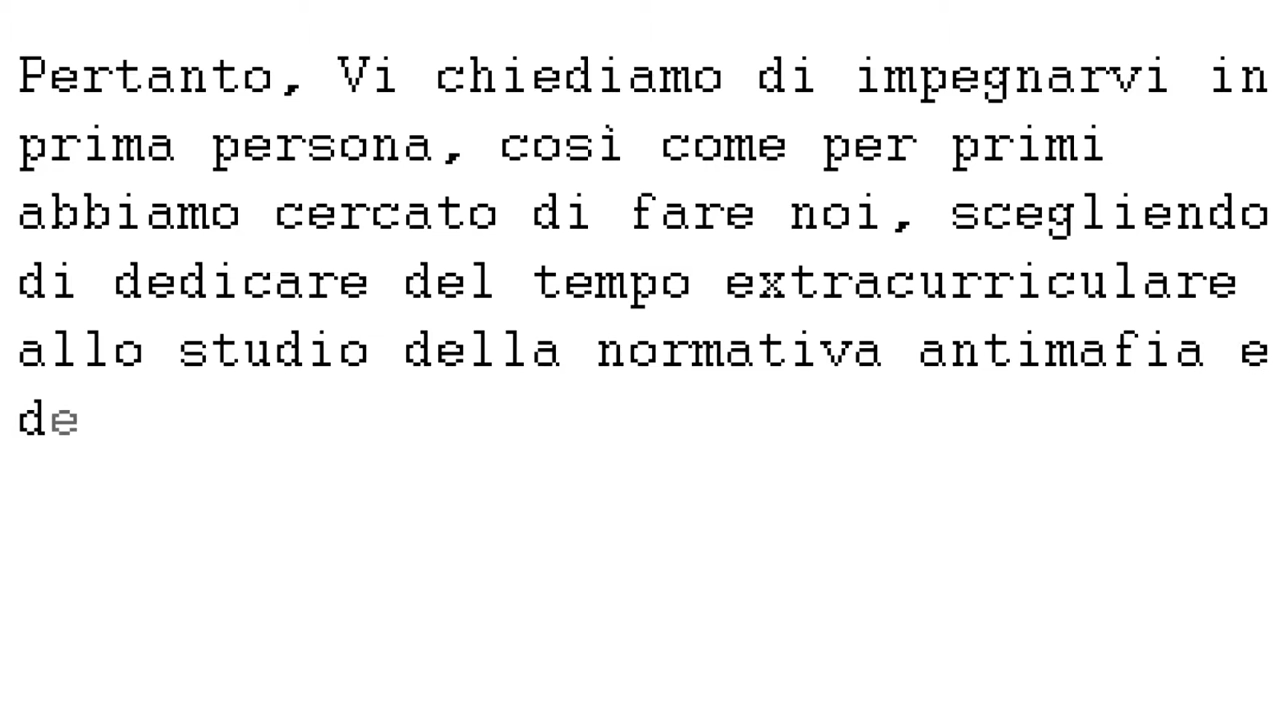 Pertanto, Vi chiediamo di impegnarvi in
prima persona, così come per primi
abbiamo cercato di fare noi, scegliendo
di dedicare del tempo extracurriculare
allo studio della normativa antimafia e
de